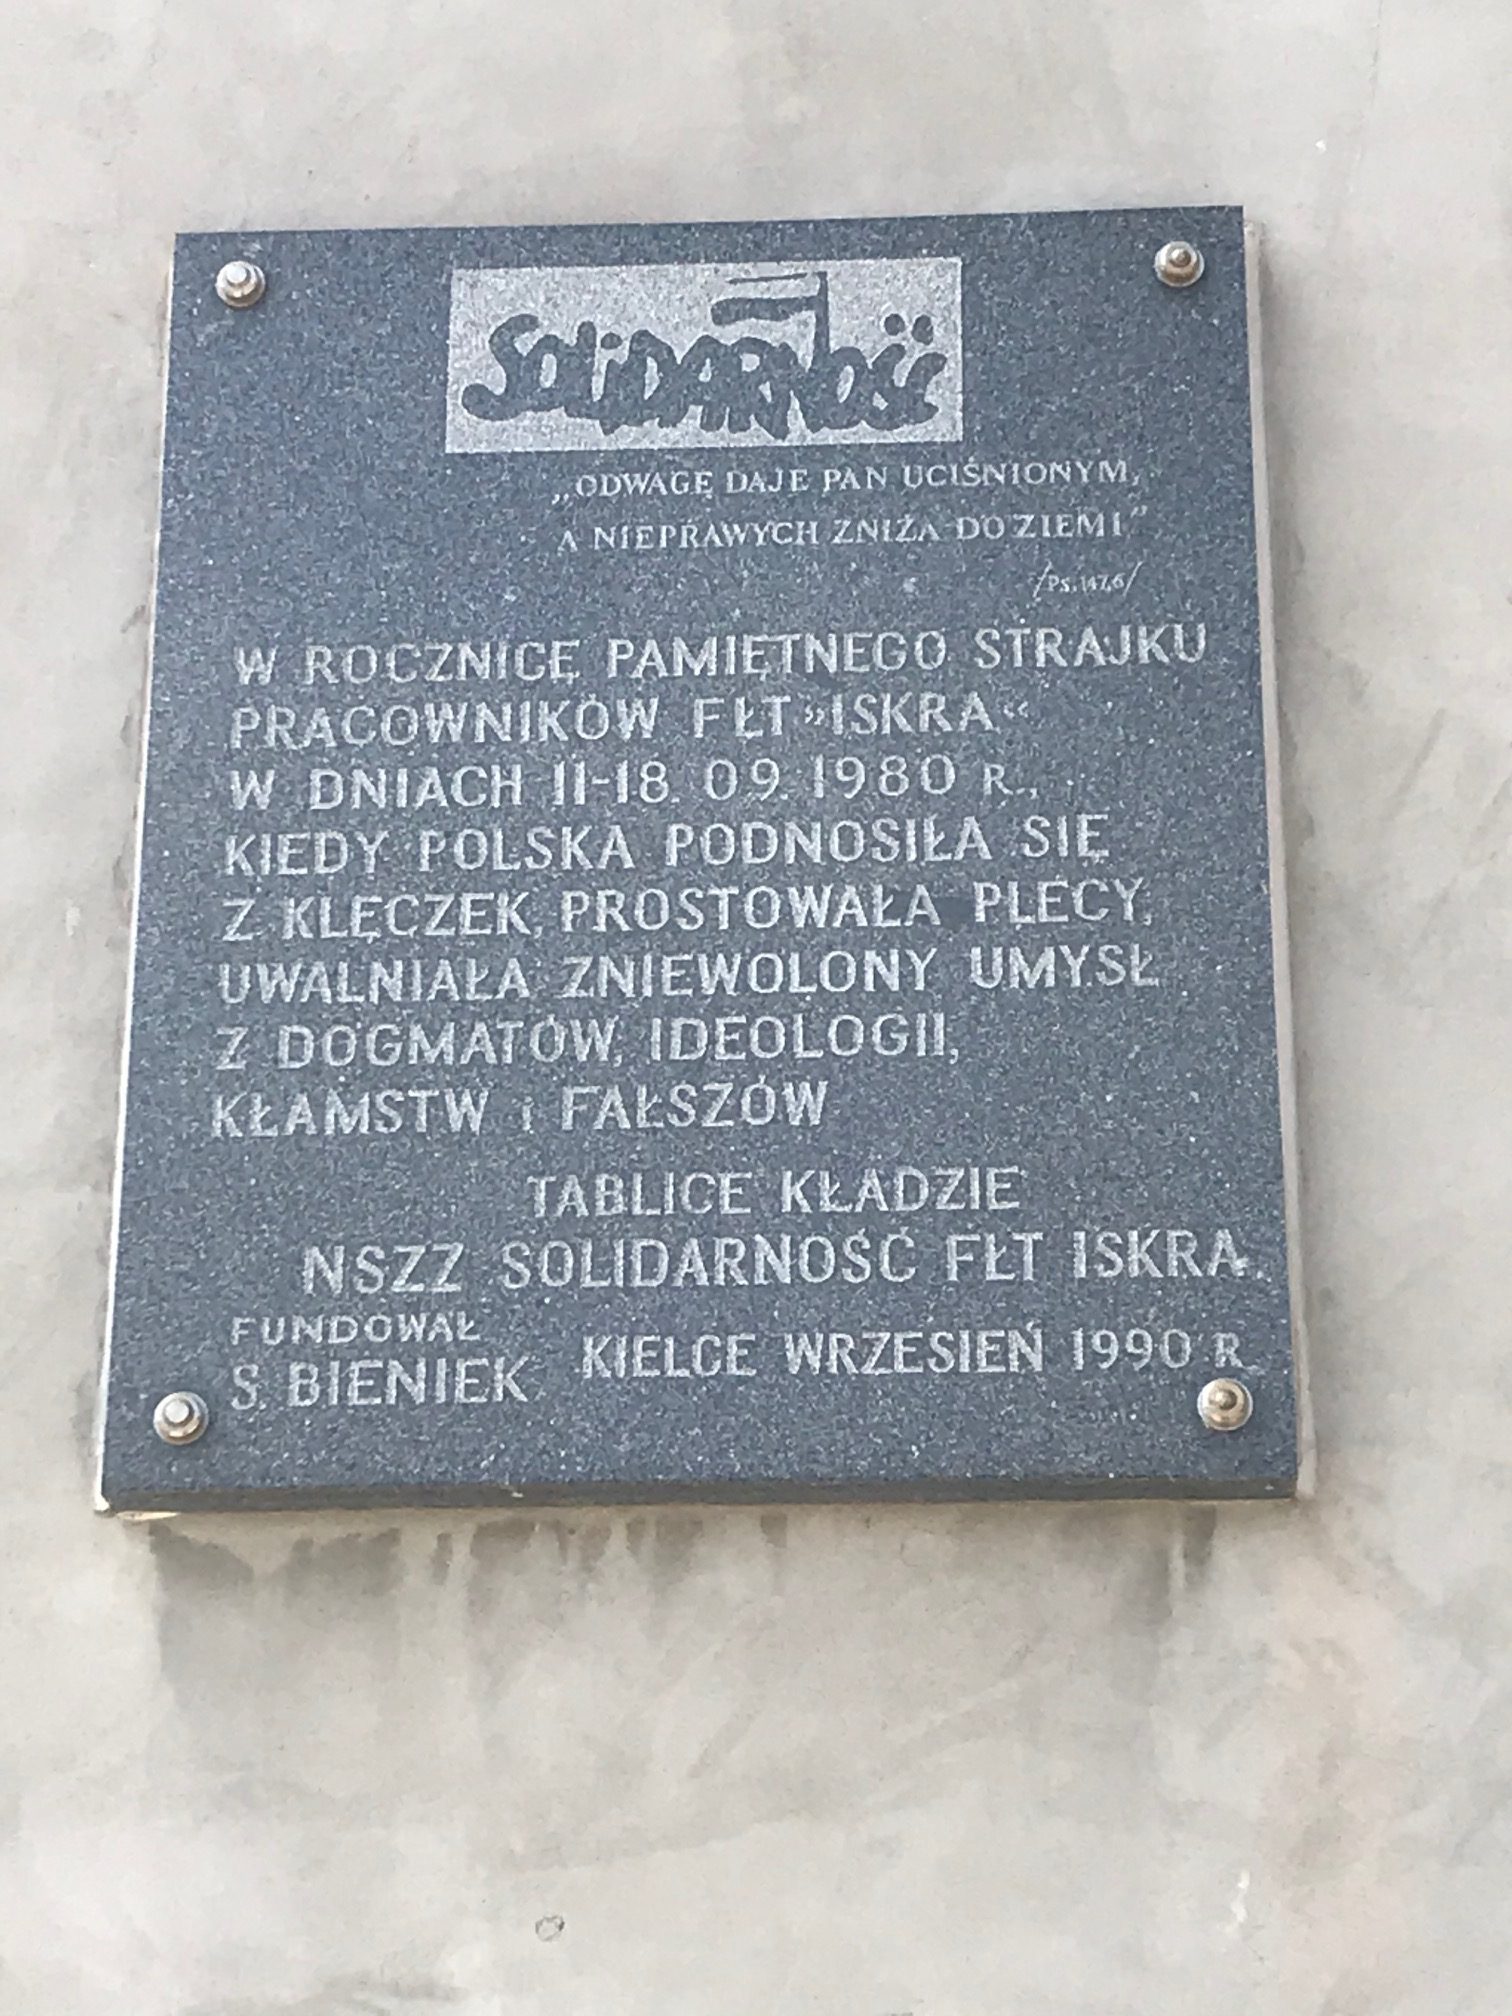 SOLIDARNOŚĆ
„ODWAGĘ DAJE PAN UCIŚNIONYM,
A NIEPRAWYCH ZNIŻA DO ZIEMI”
/PS. 147,6/
W ROCZNICĘ PAMIĘTNEGO STRAJKU
PRACOWNIKÓW FŁT »ISKRA«
W DNIACH 11-18. 09. 1980 R.,
KIEDY POLSKA PODNOSIŁA SIĘ
Z KLĘCZEK, PROSTOWAŁA PLECY,
UWALNIAŁA ZNIEWOLONY UMYSŁ
Z DOGMATÓW, IDEOLOGII,
KŁAMSTW i FAŁSZÓW
TABLICE KŁADZIE
NSZZ SOLIDARNOŚĆ FŁT ISKRA
FUNDOWAŁ
S. BIENIEK
KIELCE WRZESIEŃ 1990 R